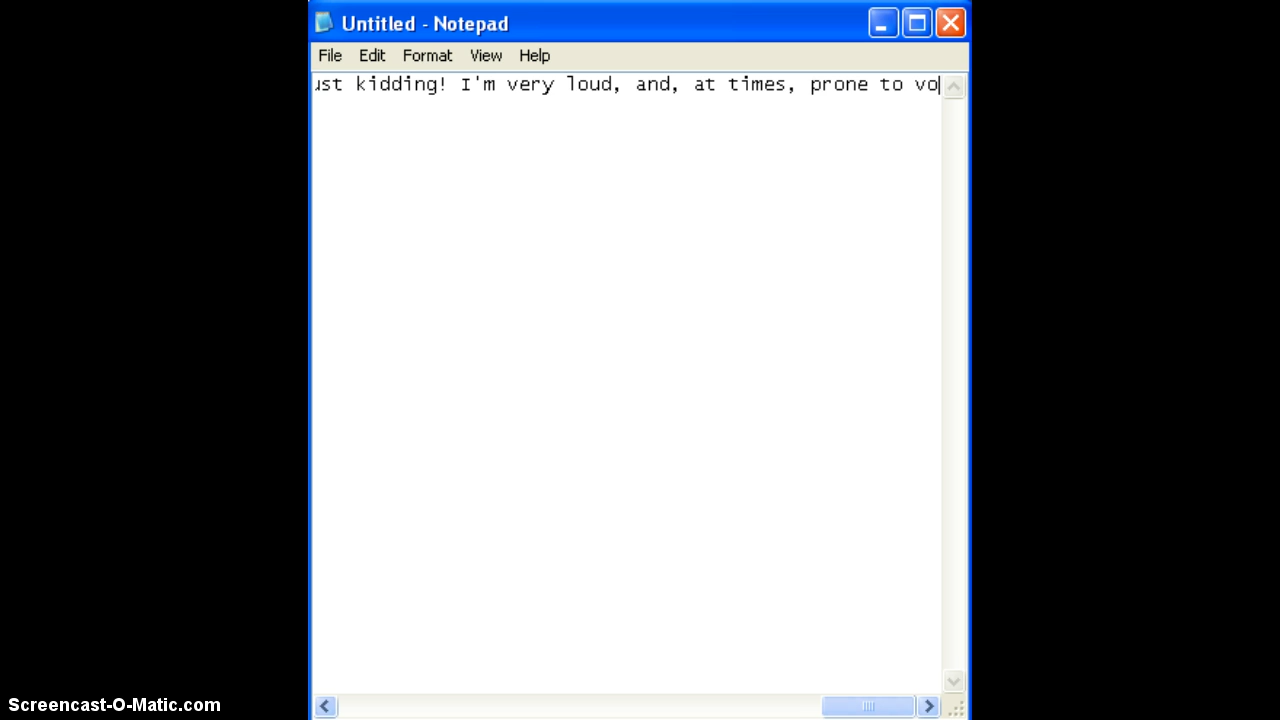 Untitled - Notepad
File Edit Format View Help
ust kidding! I'm very loud, and, at times, prone to vo
Screencast-O-Matic.com